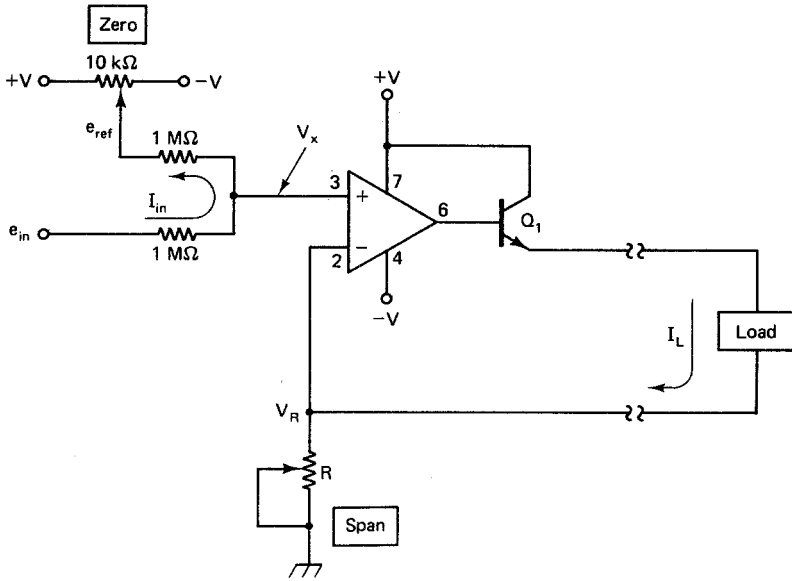 Zero
10 kΩ
+V
−V
e_ref
1 MΩ
V_x
I_in
e_in
1 MΩ
+V
3
+
7
6
Q_1
−
2
4
−V
I_L
Load
V_R
R
Span